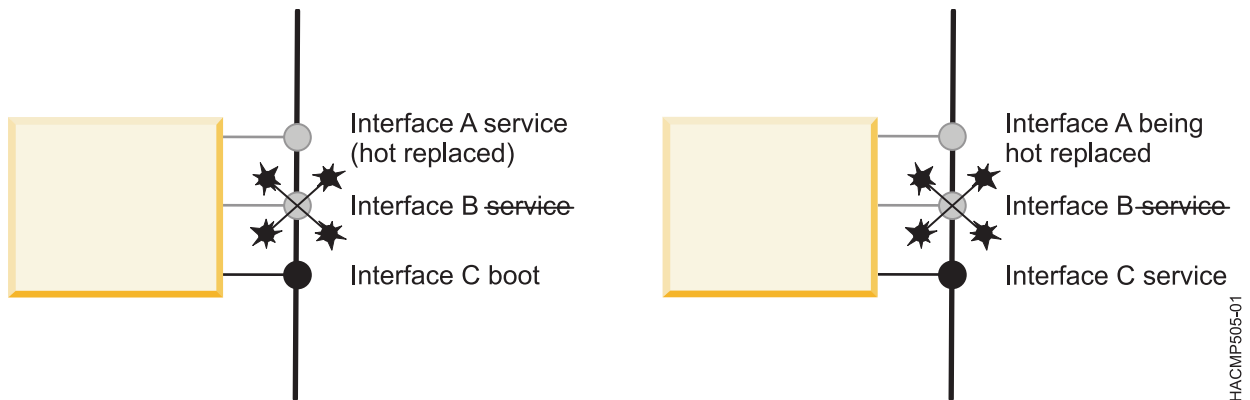 Interface A service
(hot replaced)
Interface B service
Interface C boot
Interface A being
hot replaced
Interface B service
Interface C service
HACMP505-01